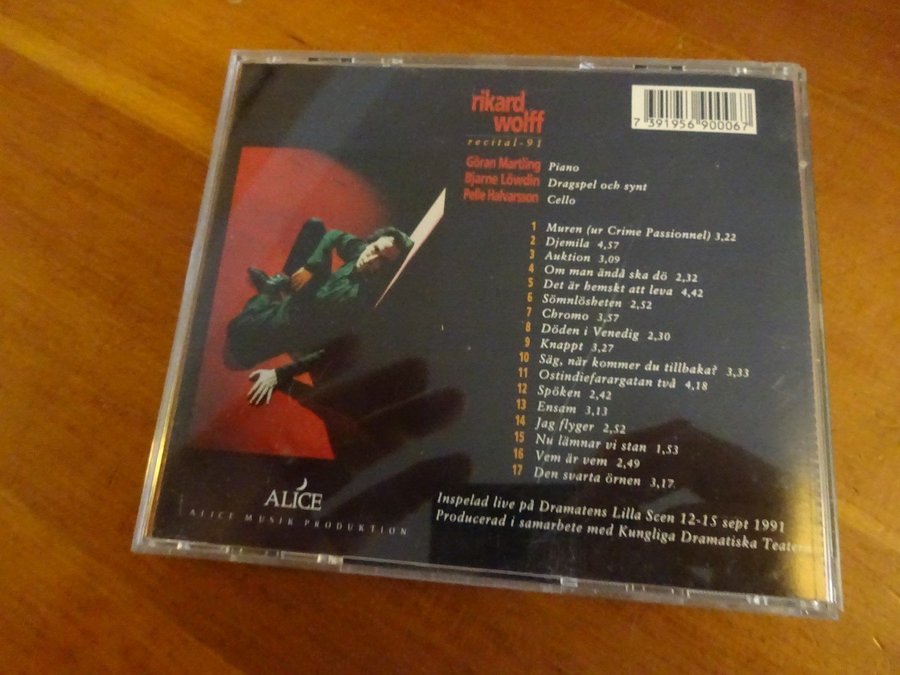 rikard
wolff
recital-91
7 391956 900067
Göran Martling Piano
Bjarne Löwdin Dragspel och synt
Pelle Halvarsson Cello
1 Muren (ur Crime Passionnel) 3,22
2 Djemila 4,57
3 Auktion 3,09
4 Om man ändå ska dö 2,32
5 Det är hemskt att leva 4,42
6 Sömnlösheten 2,52
7 Chromo 3,57
8 Döden i Venedig 2,30
9 Knappt 3,27
10 Säg, når kommer du tillbaka? 3,33
11 Ostindiefarargatan två 4,18
12 Spöken 2,42
13 Ensam 3,13
14 Jag flyger 2,52
15 Nu lämnar vi stan 1,53
16 Vem är vem 2,49
17 Den svarta örnen 3,17
ALICE
ALICE MUSIK PRODUKTION
Inspelad live på Dramatens Lilla Scen 12-15 sept 1991
Producerad i samarbete med Kungliga Dramatiska Teatern